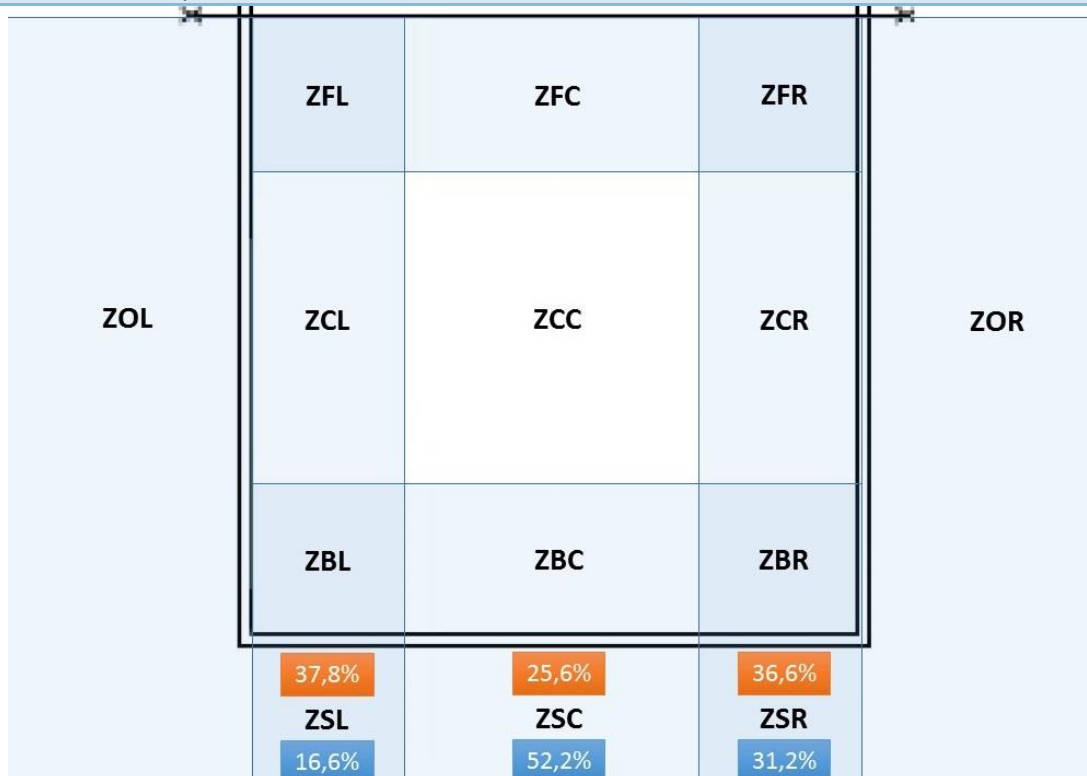 ZFL ZFC ZFR
ZOL ZCL ZCC ZCR ZOR
ZBL ZBC ZBR
37,8% 25,6% 36,6%
ZSL ZSC ZSR
16,6% 52,2% 31,2%